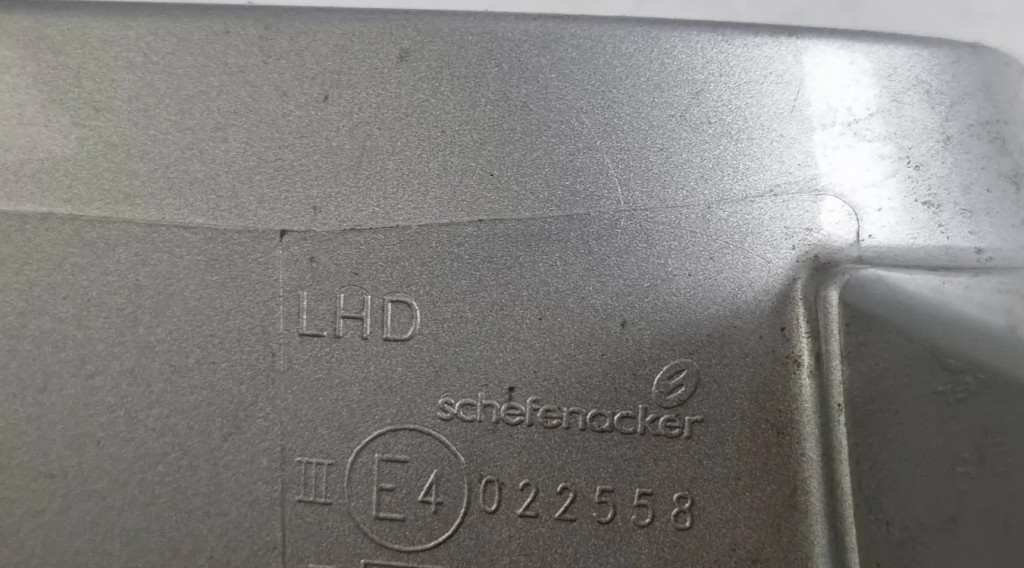 LHD
schefenacker
III E4 022558